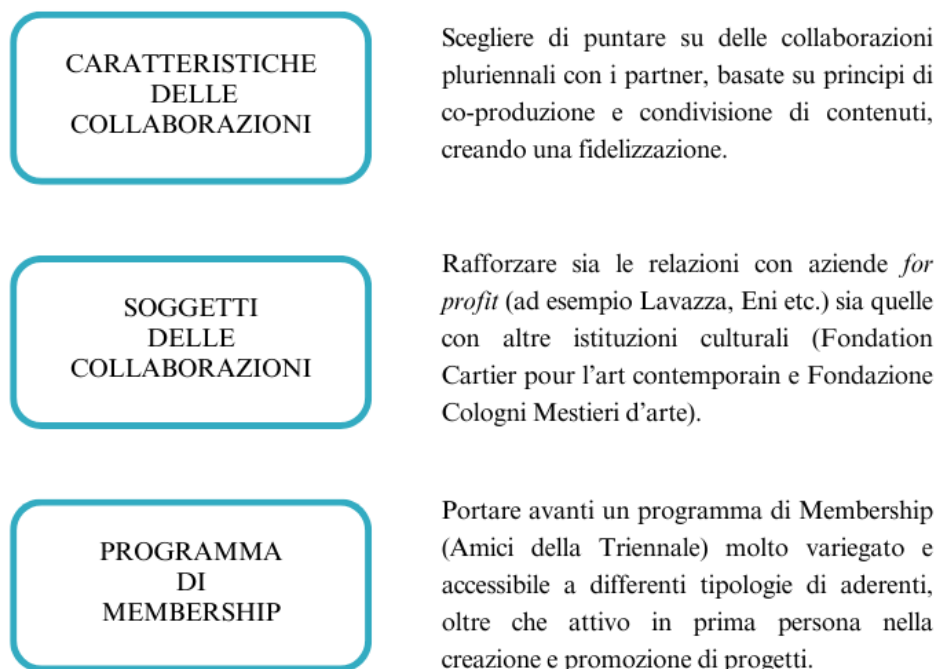 CARATTERISTICHE
DELLE
COLLABORAZIONI
Scegliere di puntare su delle collaborazioni
pluriennali con i partner, basate su principi di
co-produzione e condivisione di contenuti,
creando una fidelizzazione.
SOGGETTI
DELLE
COLLABORAZIONI
Rafforzare sia le relazioni con aziende for
profit (ad esempio Lavazza, Eni etc.) sia quelle
con altre istituzioni culturali (Fondation
Cartier pour l’art contemporain e Fondazione
Cologni Mestieri d’arte).
PROGRAMMA
DI
MEMBERSHIP
Portare avanti un programma di Membership
(Amici della Triennale) molto variegato e
accessibile a differenti tipologie di aderenti,
oltre che attivo in prima persona nella
creazione e promozione di progetti.